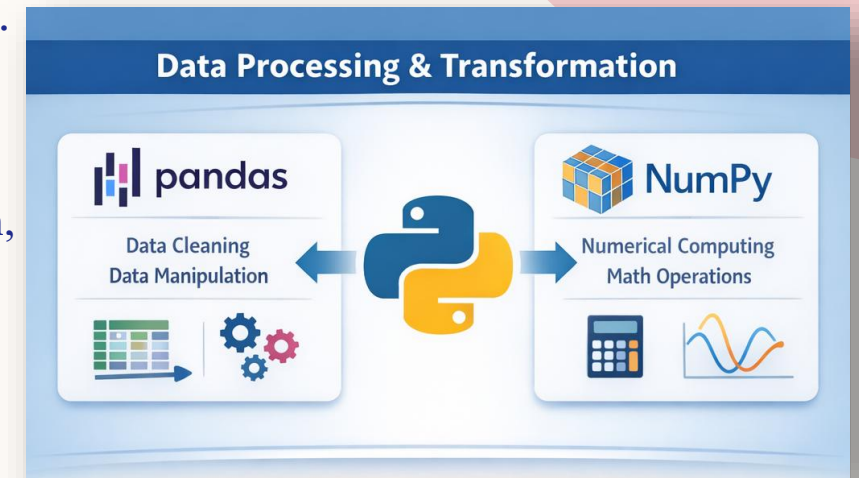 .
Data Processing & Transformation
,
pandas
Data Cleaning
Data Manipulation
NumPy
Numerical Computing
Math Operations